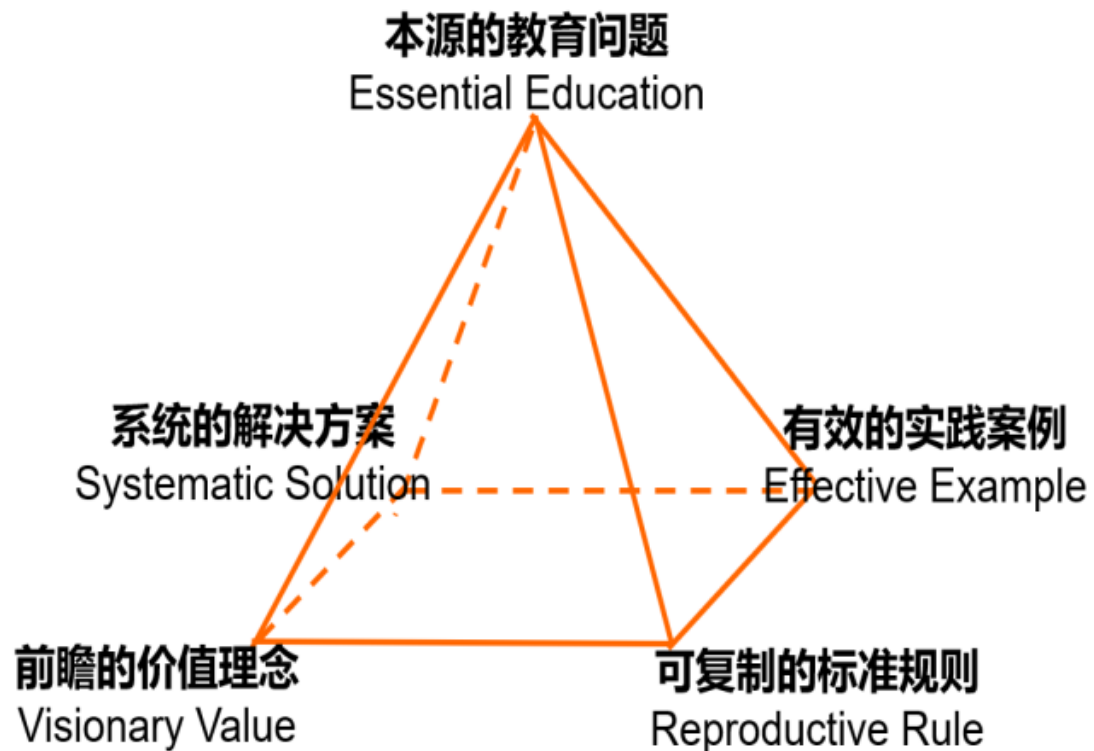 本源的教育问题
Essential Education
系统的解决方案
Systematic Solution
有效的实践案例
Effective Example
前瞻的价值理念
Visionary Value
可复制的标准规则
Reproductive Rule